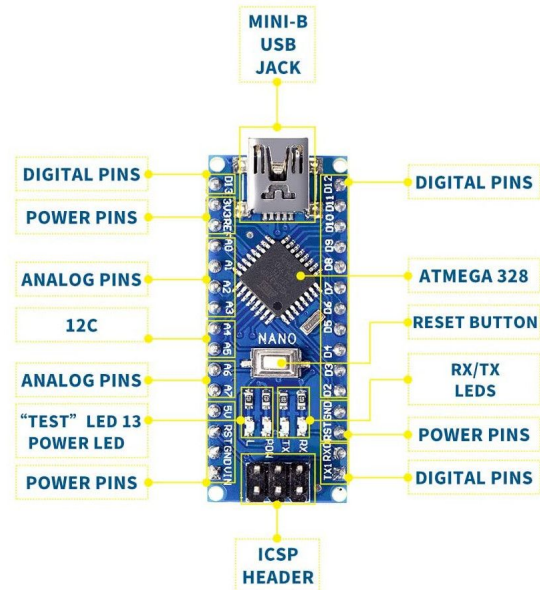 MINI-B
USB
JACK
DIGITAL PINS
POWER PINS
ANALOG PINS
12C
ANALOG PINS
“TEST” LED 13
POWER LED
POWER PINS
D13
3V3
REF
A0
A1
A2
A3
A4
A5
A6
A7
5V
RST
GND
VIN
NANO
L
POW
TX
RX
D12
D11
D10
D9
D8
D7
D6
D5
D4
D3
D2
GND
RST
RX0
TX1
DIGITAL PINS
ATMEGA 328
RESET BUTTON
RX/TX
LEDS
POWER PINS
DIGITAL PINS
ICSP
HEADER